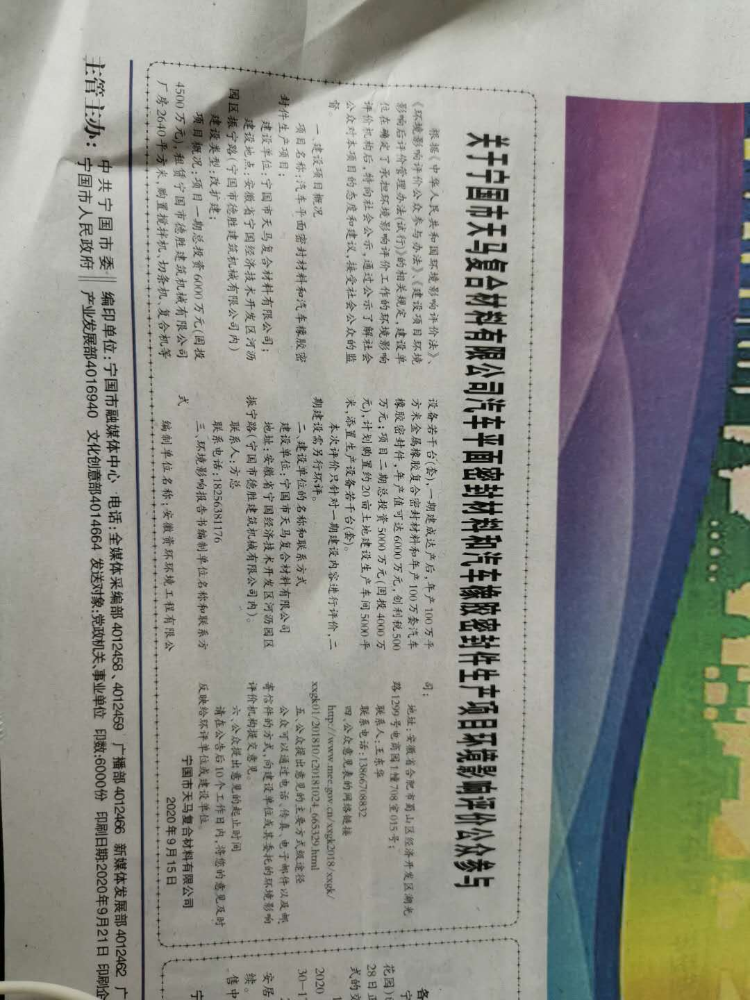 关于宁国市天马复合材料有限公司汽车平面密封材料和汽车橡胶密封件生产项目环境影响评价公众参与
根据《中华人民共和国环境影响评价法》、
《环境影响评价公众参与办法》、《建设项目环境
影响后评价管理办法(试行)》的相关规定,建设单
位在确定了承担环境影响评价工作的环境影响
评价机构后,特向社会公示,通过公示了解社会
公众对本项目的态度和建议,接受社会公众的监
督。
一、建设项目概况
项目名称:汽车平面密封材料和汽车橡胶密
封件生产项目;
建设单位:宁国市天马复合材料有限公司;
建设地点:安徽省宁国经济技术开发区河沥
园区振宁路(宁国市德胜建筑机械有限公司内)
建设类型:改扩建;
项目概况:项目一期总投资6000万元(固投
4500万元),租赁宁国市德胜建筑机械有限公司
厂房2640平方米,购置搅拌机、切条机、复合机等
设备若干台(套),一期建成达产后,年产100万平
方米金属橡胶复合密封材料和年产100万套汽车
橡胶密封件,年产值可达6000万元,创利税500
万元;项目二期总投资5000万元(固投4000万
元),计划购置约20亩土地建设生产车间5000平
米,添置生产设备若干台(套)。
本次评价只针对一期建设内容进行评价,二
期建设需另行环评。
二、建设单位的名称和联系方式
建设单位:宁国市天马复合材料有限公司
地址:安徽省宁国经济技术开发区河沥园区
振宁路(宁国市德胜建筑机械有限公司内)。
联系人:方总
联系电话:18256381176
三、环境影响报告书编制单位名称和联系方
式
编制单位名称:安徽资环环境工程有限公
司;
地址:安徽省合肥市蜀山区经济开发区湖光
路1299号电商园1幢708室015号;
联系人:王东华
联系电话:13866708832
四、公众意见表的网络链接
http://www.mee.gov.cn/xxgk2018/xxgk/
xxgk01/201810/t20181024_665329.html
五、公众提出意见的主要方式级途径
公众可以通过电话、传真、电子邮件以及邮
寄信件的方式,向建设单位或其委托的环境影响
评价机构提交意见。
六、公众提出意见的起止时间
请在公告后10个工作日内,将您的意见及时
反映给环评单位或建设单位。
宁国市天马复合材料有限公司
2020年9月15日
主管主办:
中共宁国市委
宁国市人民政府
编印单位:宁国市融媒体中心 电话:全媒体采编部4012458、4012459 广播部4012466 新媒体发展部4012462 广
产业发展部4016940 文化创意部4014664 发送对象:党政机关、事业单位 印数:6000份 印刷日期:2020年9月21日 印刷企
各
宁
花园)
28日正
式的交
2020
30-1
安居
续。
售中
宁